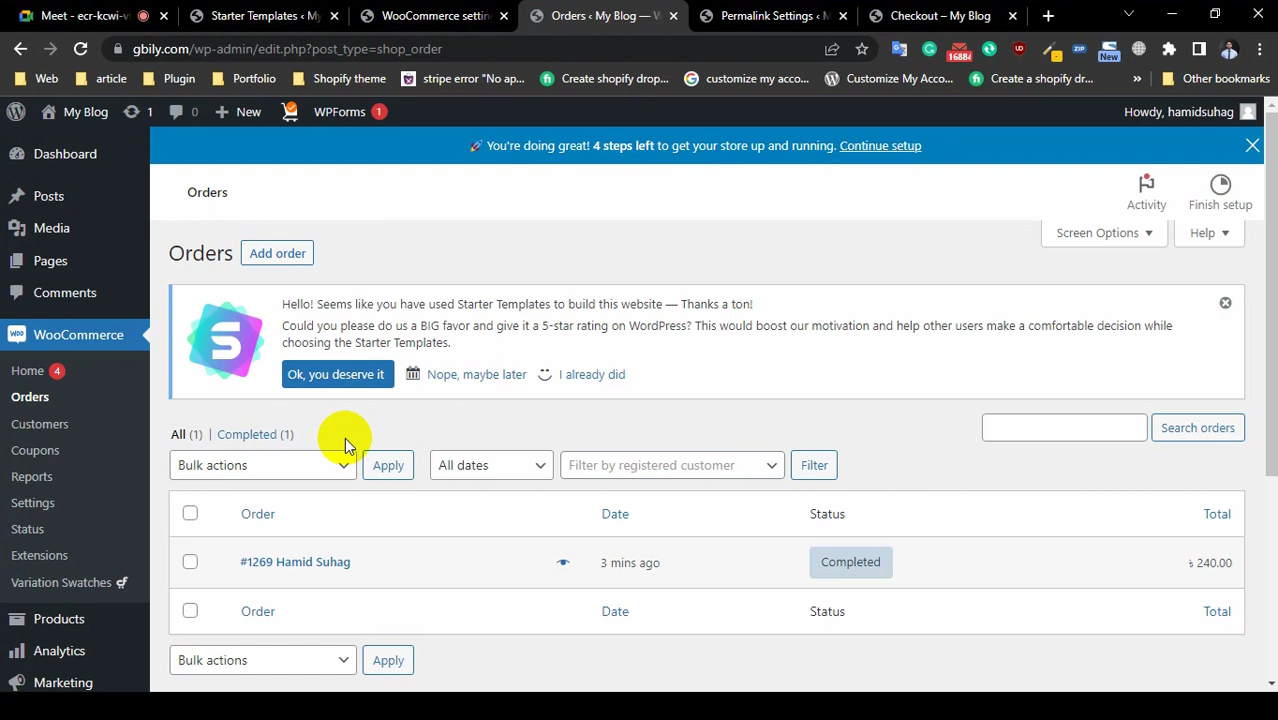 Meet - ecr-kcwi-v
Starter Templates ‹ My
WooCommerce settin
Orders ‹ My Blog — W
Permalink Settings ‹ M
Checkout – My Blog
gbily.com/wp-admin/edit.php?post_type=shop_order
16884
ZIP
New
Web
article
Plugin
Portfolio
Shopify theme
stripe error "No ap...
Create shopify drop...
customize my acco...
Customize My Acco...
Create a shopify dr...
»
Other bookmarks
My Blog
1
0
New
WPForms 1
Howdy, hamidsuhag
Dashboard
Posts
Media
Pages
Comments
WooCommerce
Home 4
Orders
Customers
Coupons
Reports
Settings
Status
Extensions
Variation Swatches
Products
Analytics
Marketing
🚀 You're doing great! 4 steps left to get your store up and running. Continue setup
Orders
Activity
Finish setup
Screen Options
Help
Orders
Add order
S
Hello! Seems like you have used Starter Templates to build this website — Thanks a ton!
Could you please do us a BIG favor and give it a 5-star rating on WordPress? This would boost our motivation and help other users make a comfortable decision while
choosing the Starter Templates.
Ok, you deserve it
Nope, maybe later
I already did
All (1) | Completed (1)
Search orders
Bulk actions
Apply
All dates
Filter by registered customer
Filter
Order
Date
Status
Total
#1269 Hamid Suhag
3 mins ago
Completed
৳ 240.00
Order
Date
Status
Total
Bulk actions
Apply